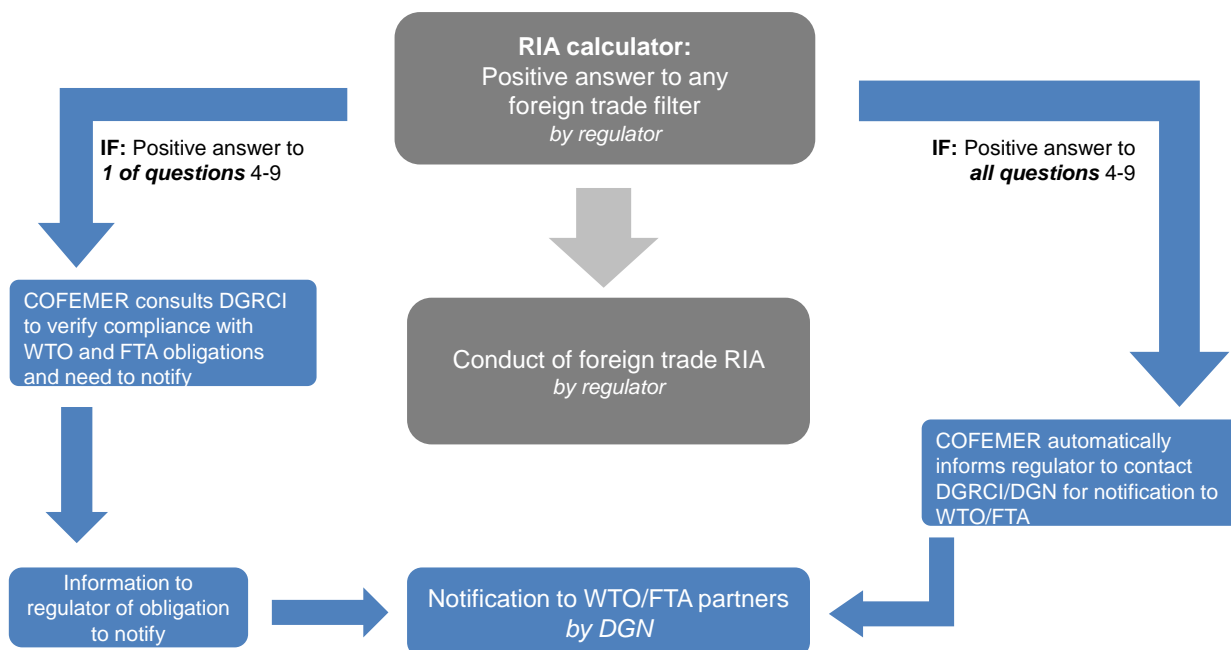 RIA calculator:
Positive answer to any
foreign trade filter
by regulator
IF: Positive answer to
1 of questions 4-9
IF: Positive answer to
all questions 4-9
COFEMER consults DGRCI
to verify compliance with
WTO and FTA obligations
and need to notify
Conduct of foreign trade RIA
by regulator
COFEMER automatically
informs regulator to contact
DGRCI/DGN for notification to
WTO/FTA
Information to
regulator of obligation
to notify
Notification to WTO/FTA partners
by DGN